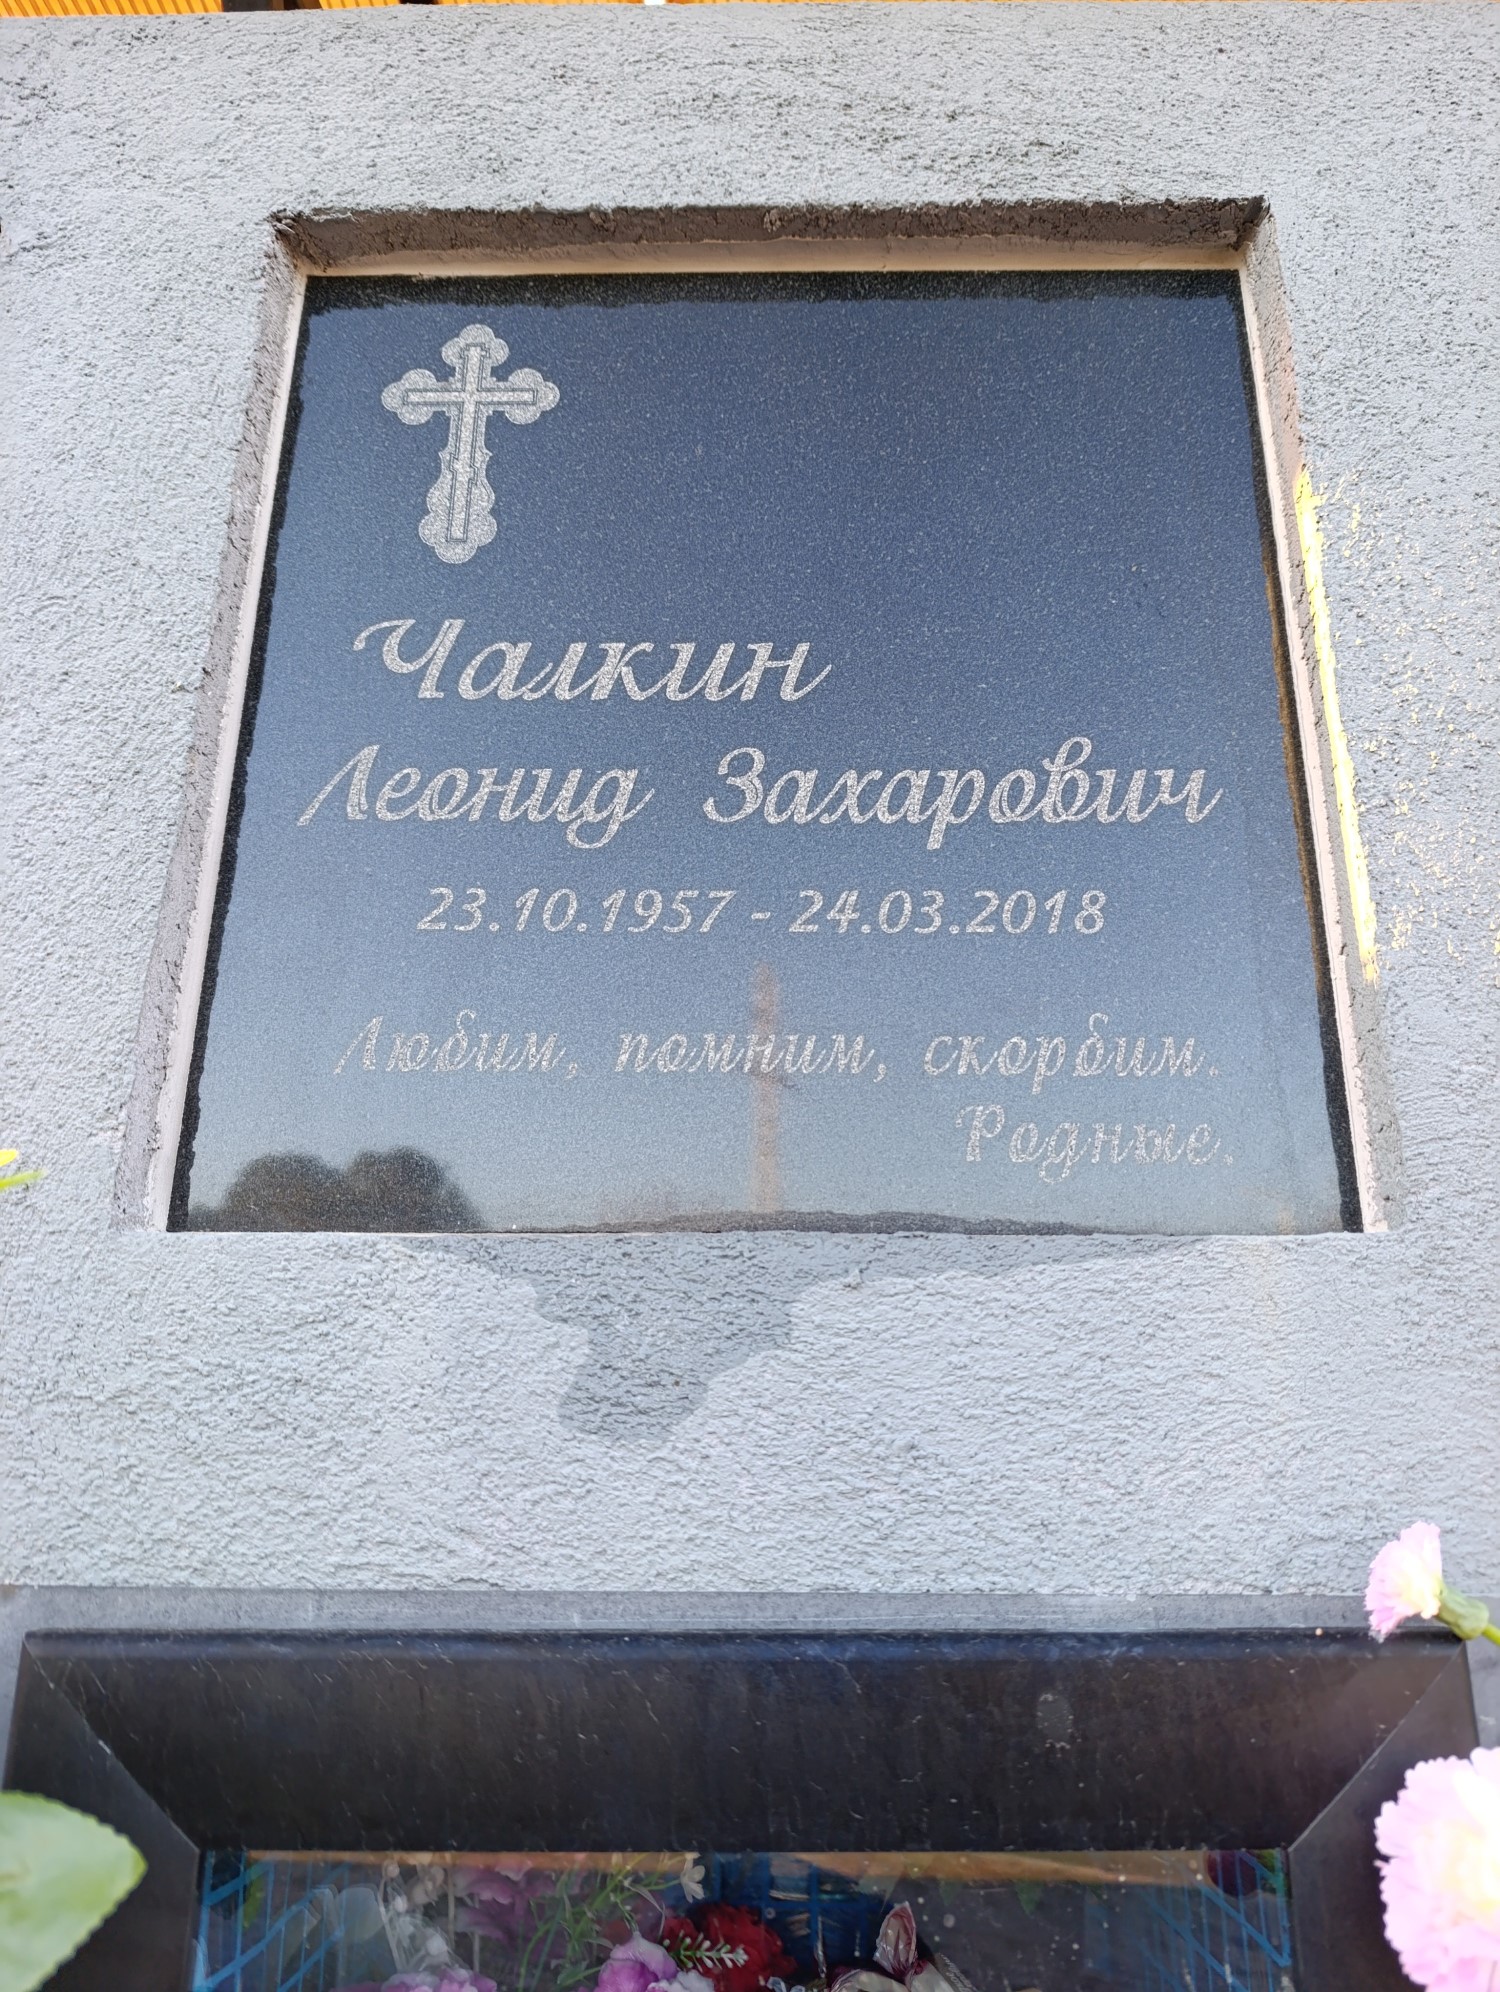 Чалкин
Леонид Захарович
23.10.1957 - 24.03.2018
Любим, помним, скорбим.
Родные.